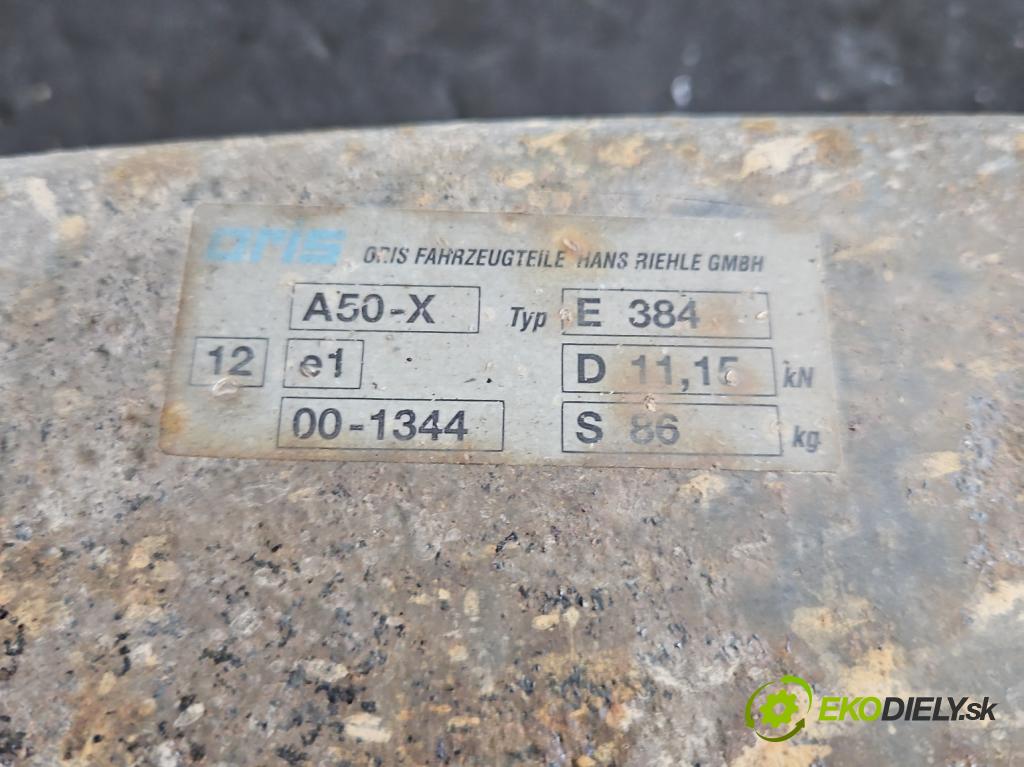 ORIS ORIS FAHRZEUGTEILE HANS RIEHLE GMBH
A50-X Typ E 384
12 e1 D 11,15 kN
00-1344 S 86 kg
EKODIELY.sk